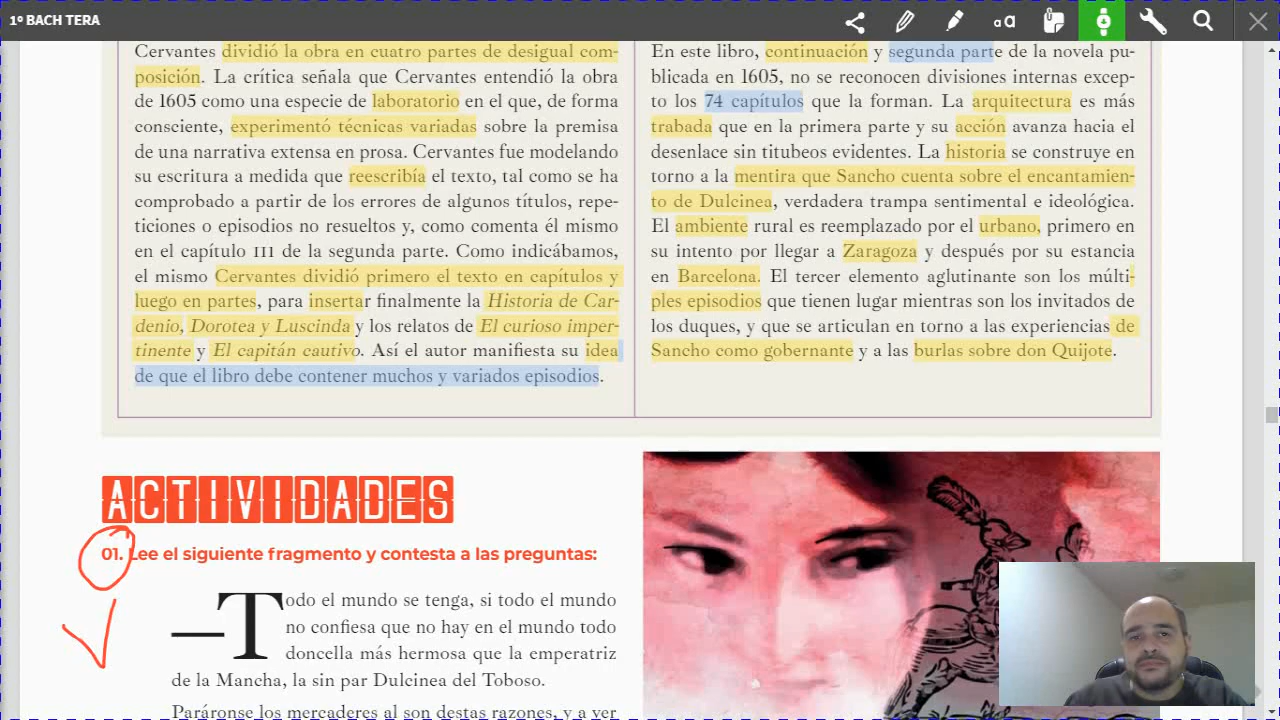 1º BACH TERA
aa
Cervantes dividió la obra en cuatro partes de desigual com-
posición. La crítica señala que Cervantes entendió la obra
de 1605 como una especie de laboratorio en el que, de forma
consciente, experimentó técnicas variadas sobre la premisa
de una narrativa extensa en prosa. Cervantes fue modelando
su escritura a medida que reescribía el texto, tal como se ha
comprobado a partir de los errores de algunos títulos, repe-
ticiones o episodios no resueltos y, como comenta él mismo
en el capítulo III de la segunda parte. Como indicábamos,
el mismo Cervantes dividió primero el texto en capítulos y
luego en partes, para insertar finalmente la Historia de Car-
denio, Dorotea y Luscinda y los relatos de El curioso imper-
tinente y El capitán cautivo. Así el autor manifiesta su idea
de que el libro debe contener muchos y variados episodios.
En este libro, continuación y segunda parte de la novela pu-
blicada en 1605, no se reconocen divisiones internas excep-
to los 74 capítulos que la forman. La arquitectura es más
trabada que en la primera parte y su acción avanza hacia el
desenlace sin titubeos evidentes. La historia se construye en
torno a la mentira que Sancho cuenta sobre el encantamien-
to de Dulcinea, verdadera trampa sentimental e ideológica.
El ambiente rural es reemplazado por el urbano, primero en
su intento por llegar a Zaragoza y después por su estancia
en Barcelona. El tercer elemento aglutinante son los múlti-
ples episodios que tienen lugar mientras son los invitados de
los duques, y que se articulan en torno a las experiencias de
Sancho como gobernante y a las burlas sobre don Quijote.
ACTIVIDADES
01. Lee el siguiente fragmento y contesta a las preguntas:
—Todo el mundo se tenga, si todo el mundo
no confiesa que no hay en el mundo todo
doncella más hermosa que la emperatriz
de la Mancha, la sin par Dulcinea del Toboso.
Paráronse los mercaderes al son destas razones, y a ver